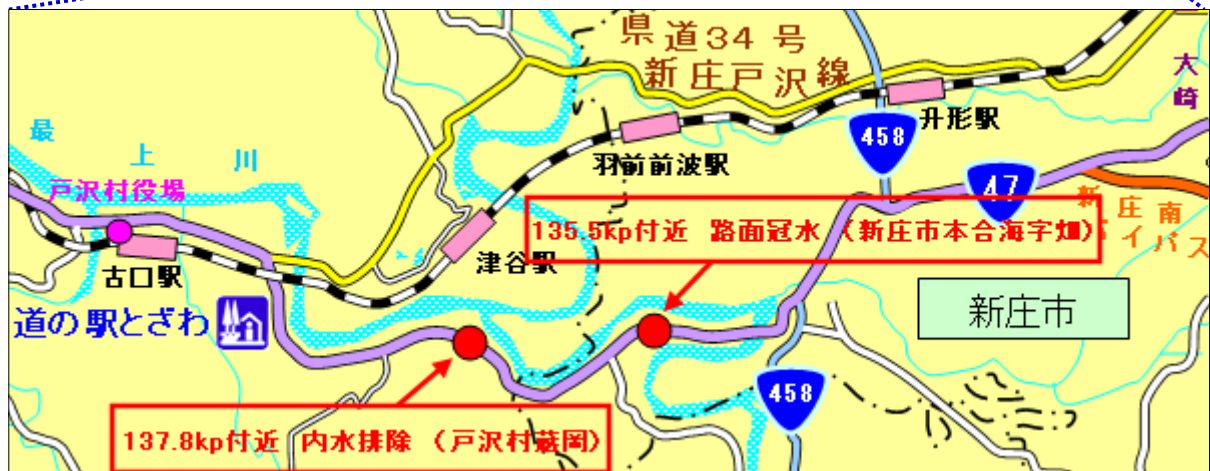 県道34号
新庄戸沢線
大崎
最上川
458
升形駅
羽前前波駅
戸沢村役場
47
新庄南
バイパス
135.5kp付近 路面冠水 (新庄市本合海字畑)
津谷駅
古口駅
道の駅とざわ
新庄市
458
137.8kp付近 内水排除 (戸沢村蔵岡)